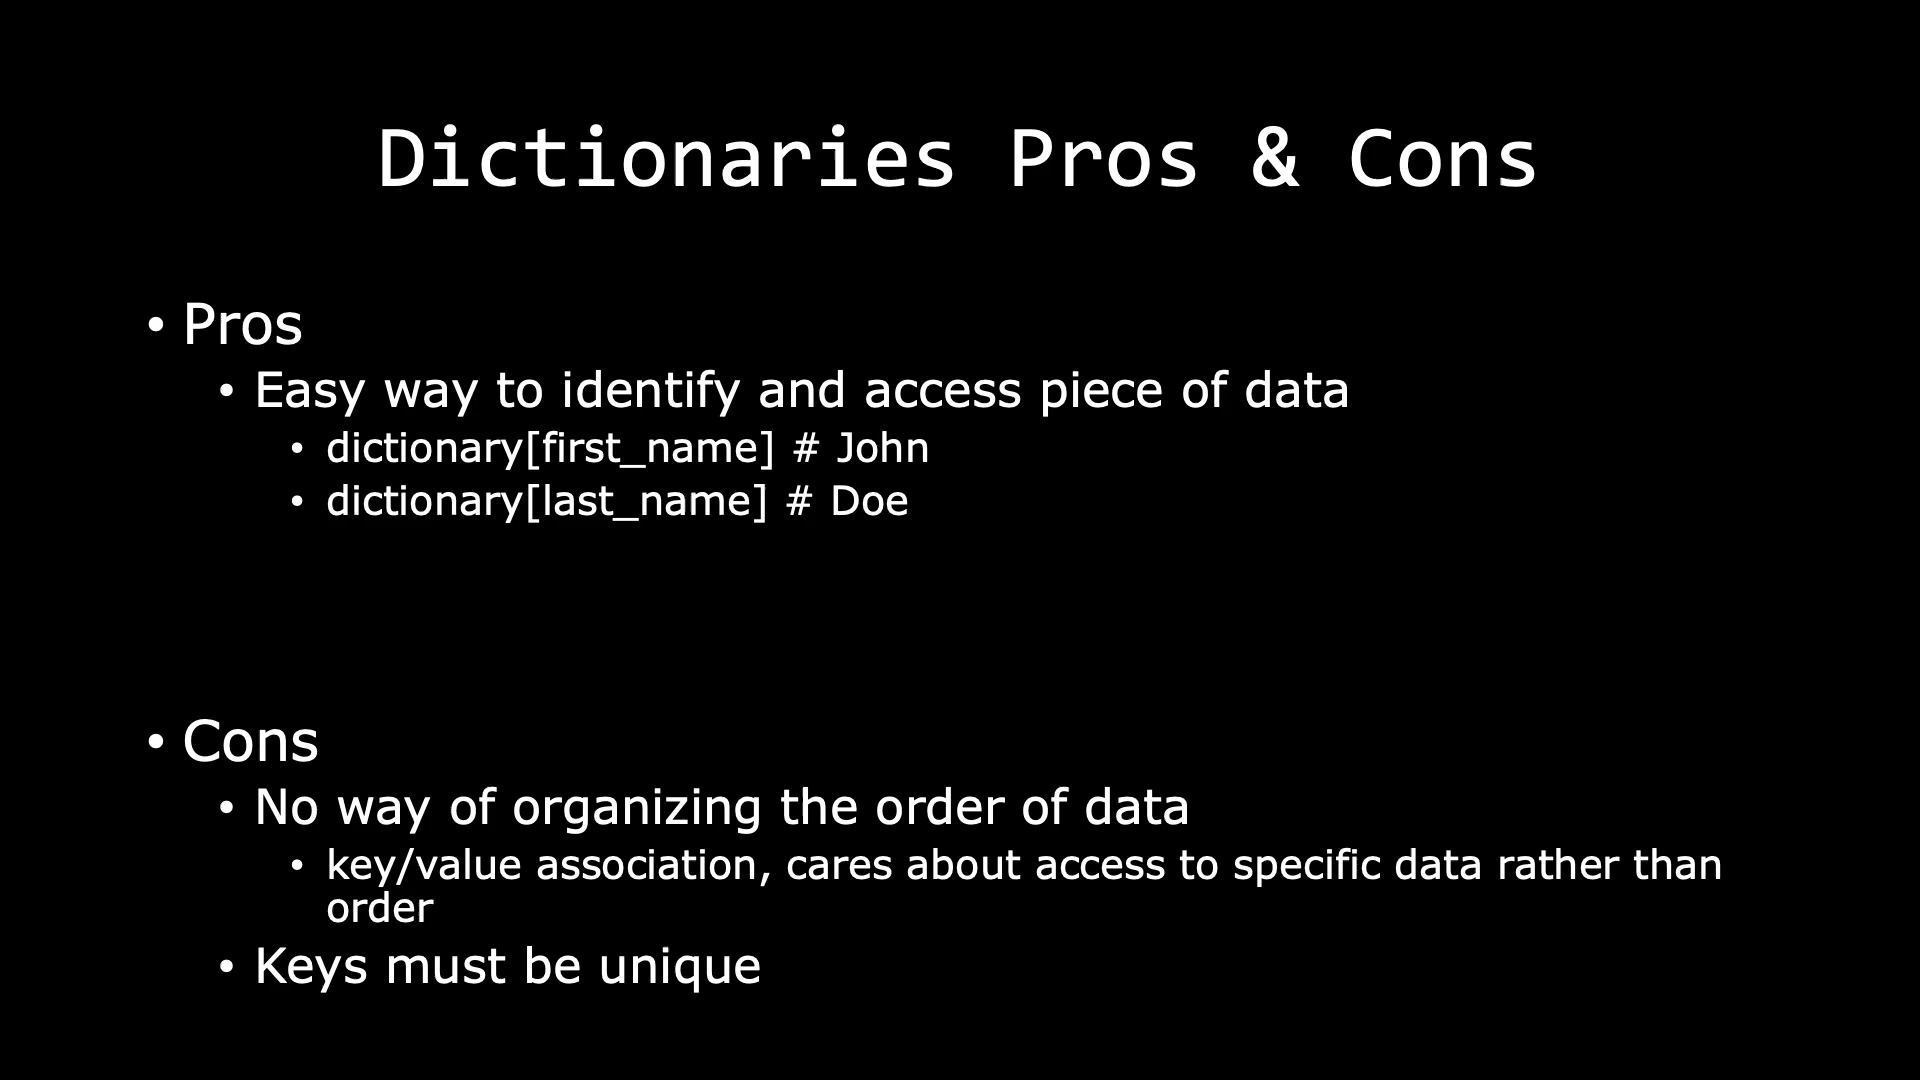 Dictionaries Pros & Cons
• Pros
• Easy way to identify and access piece of data
• dictionary[first_name] # John
• dictionary[last_name] # Doe
• Cons
• No way of organizing the order of data
• key/value association, cares about access to specific data rather than
order
• Keys must be unique